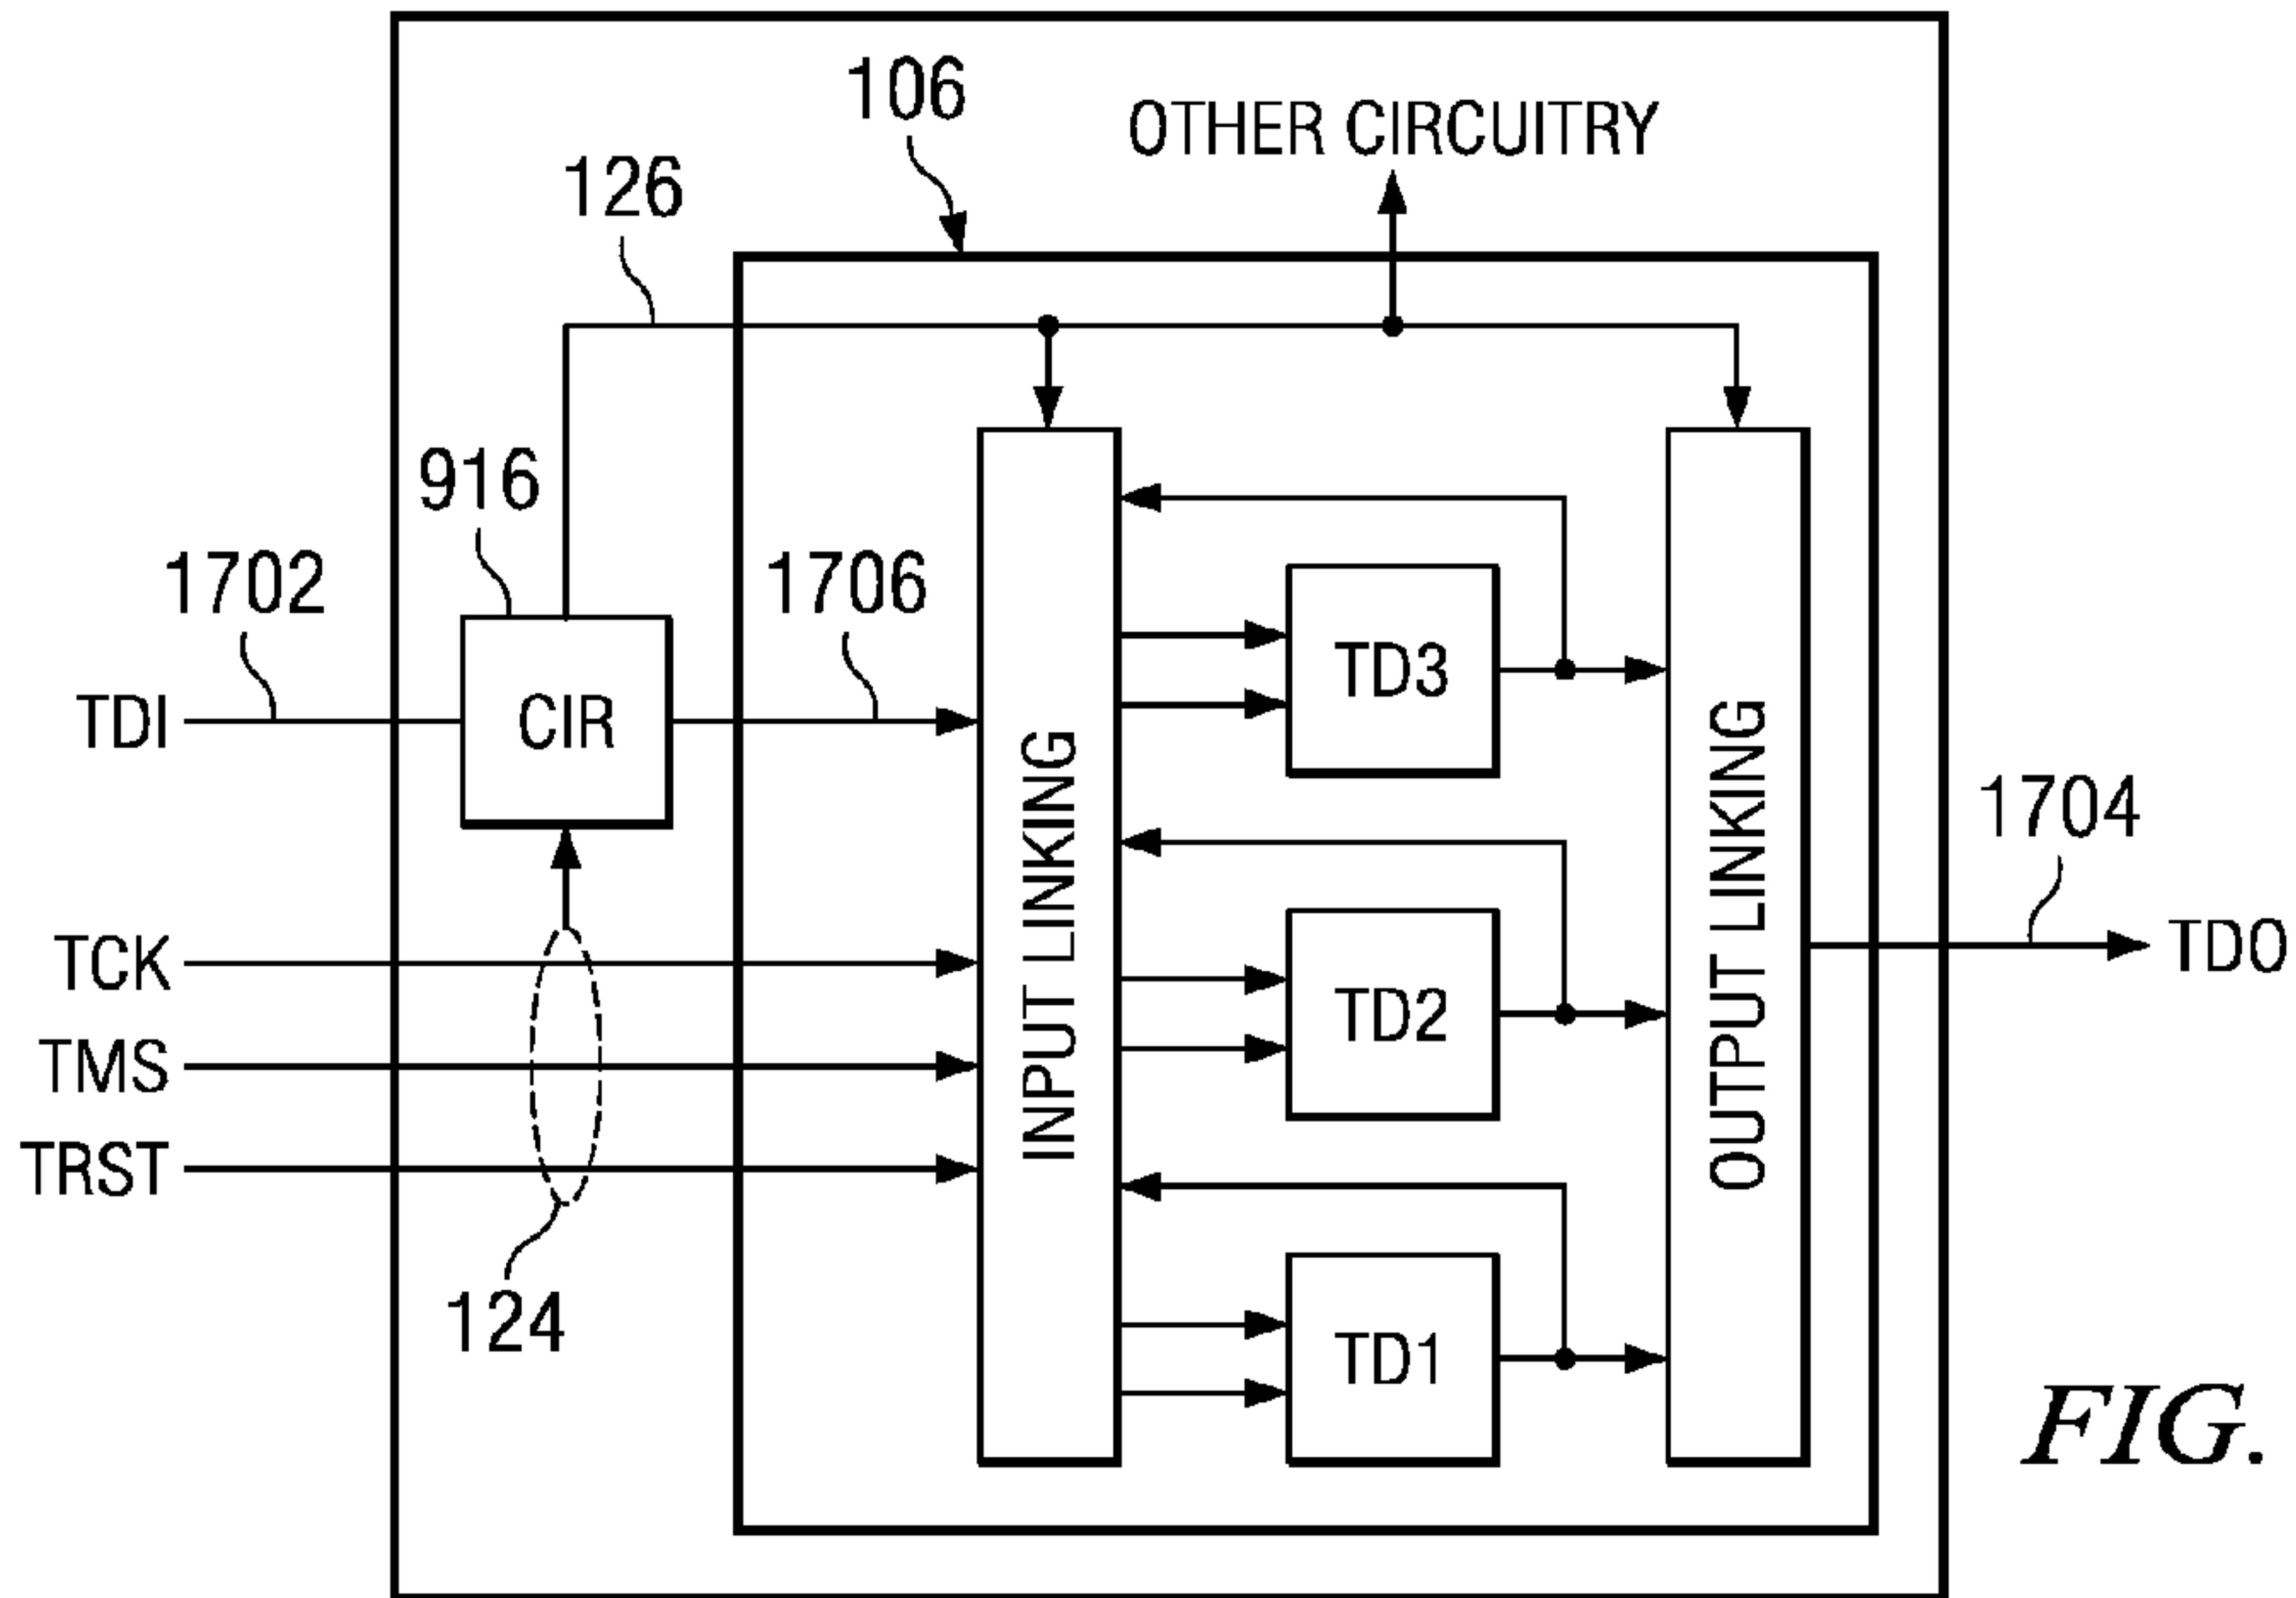 106
OTHER CIRCUITRY
126
916
1702
1706
TDI
CIR
TD3
INPUT LINKING
OUTPUT LINKING
1704
TCK
TD2
TDO
TMS
TRST
124
TD1
FIG.